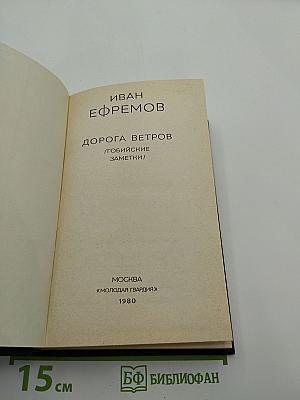 ИВАН
ЕФРЕМОВ
ДОРОГА ВЕТРОВ
/ГОБИЙСКИЕ
ЗАМЕТКИ/
МОСКВА
«МОЛОДАЯ ГВАРДИЯ»
1980
15 см
БФ БИБЛИОФАН